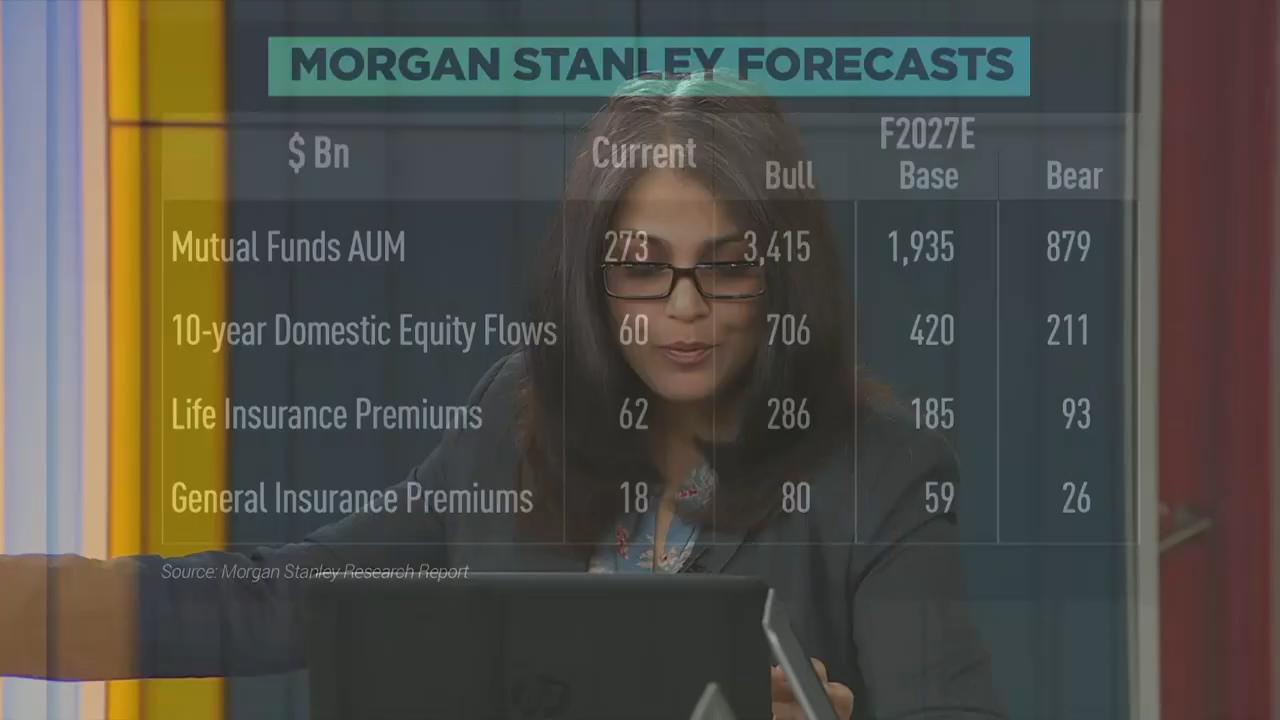 MORGAN STANLEY FORECASTS
$ Bn Current F2027E
Bull Base Bear
Mutual Funds AUM 273 3,415 1,935 879
10-year Domestic Equity Flows 60 706 420 211
Life Insurance Premiums 62 286 185 93
General Insurance Premiums 18 80 59 26
Source: Morgan Stanley Research Report